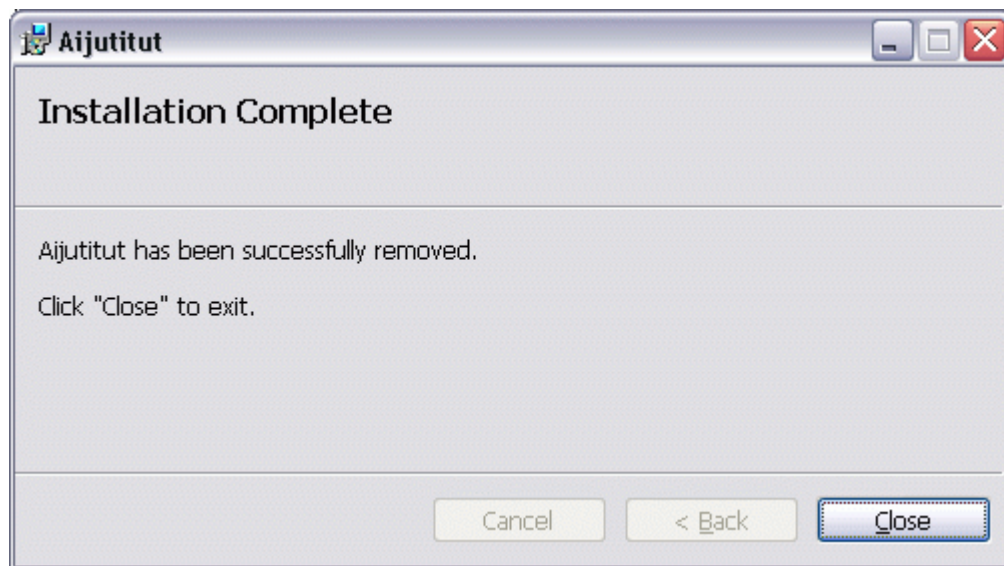 Aijutitut
Installation Complete
Aijutitut has been successfully removed.
Click "Close" to exit.
Cancel
< Back
Close